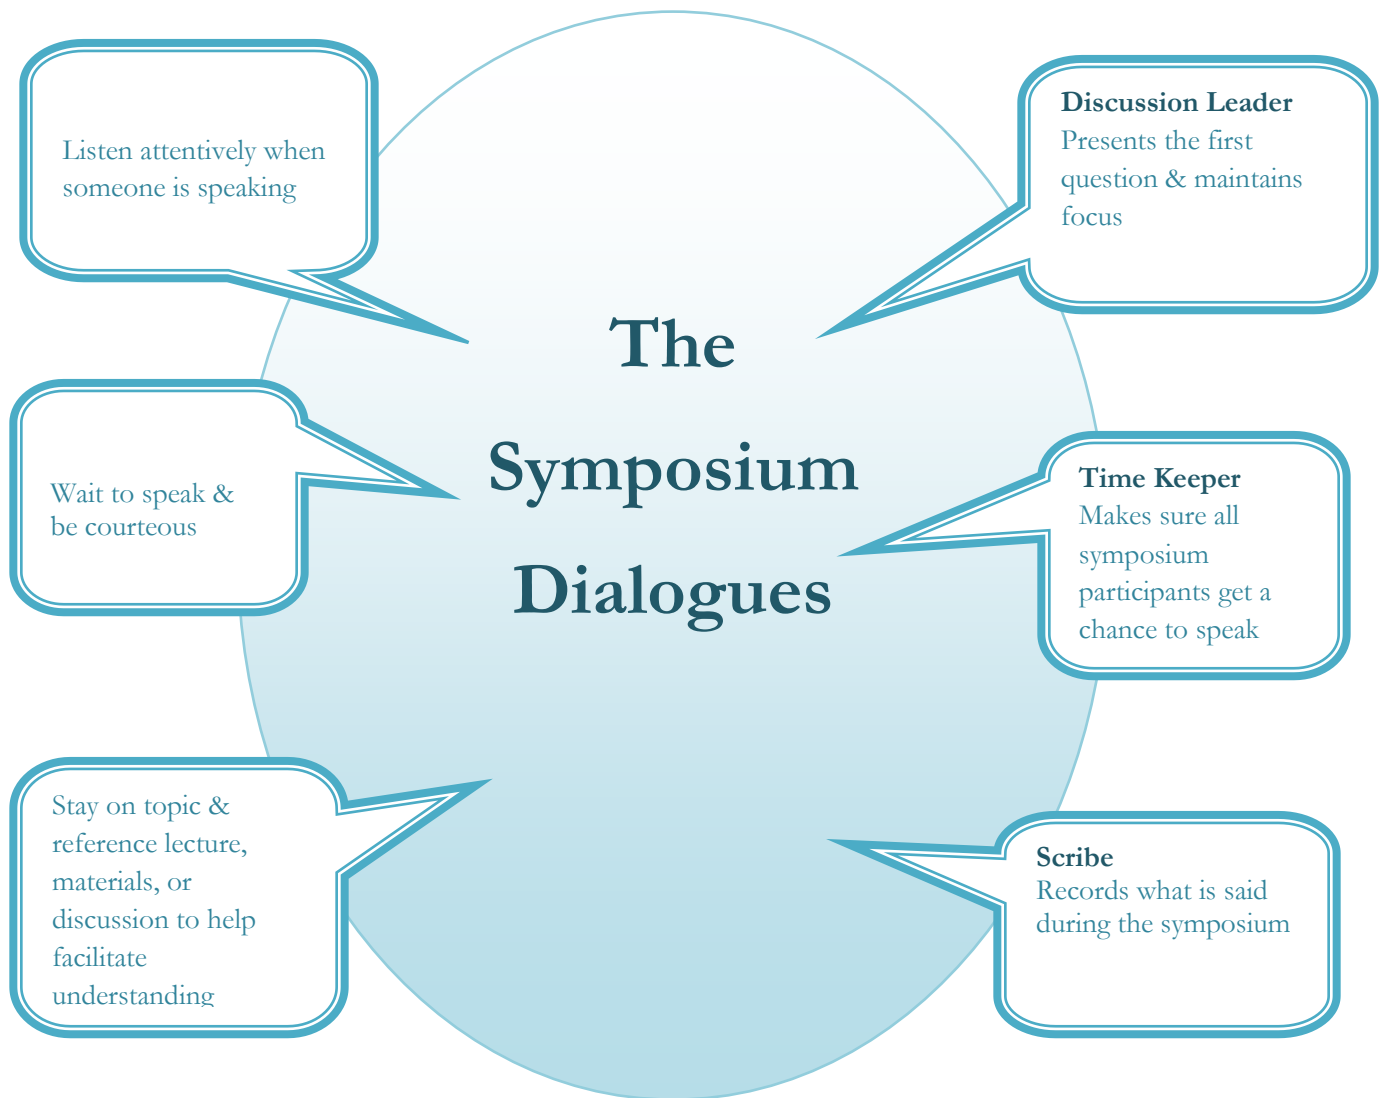 Listen attentively when
someone is speaking
Wait to speak &
be courteous
Stay on topic &
reference lecture,
materials, or
discussion to help
facilitate
understanding
The
Symposium
Dialogues
Discussion Leader
Presents the first
question & maintains
focus
Time Keeper
Makes sure all
symposium
participants get a
chance to speak
Scribe
Records what is said
during the symposium